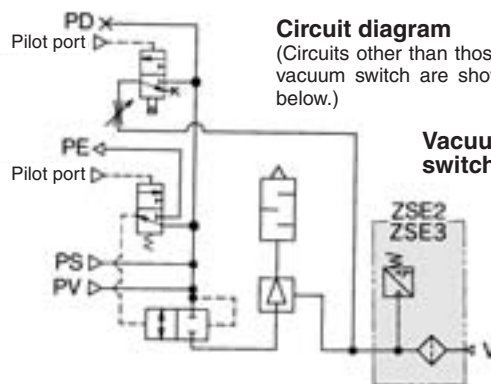 Circuit diagram
(Circuits other than thos
vacuum switch are sho
below.)
PD
Pilot port
PE
Pilot port
PS
PV
Vacuu
switch
ZSE2
ZSE3
V